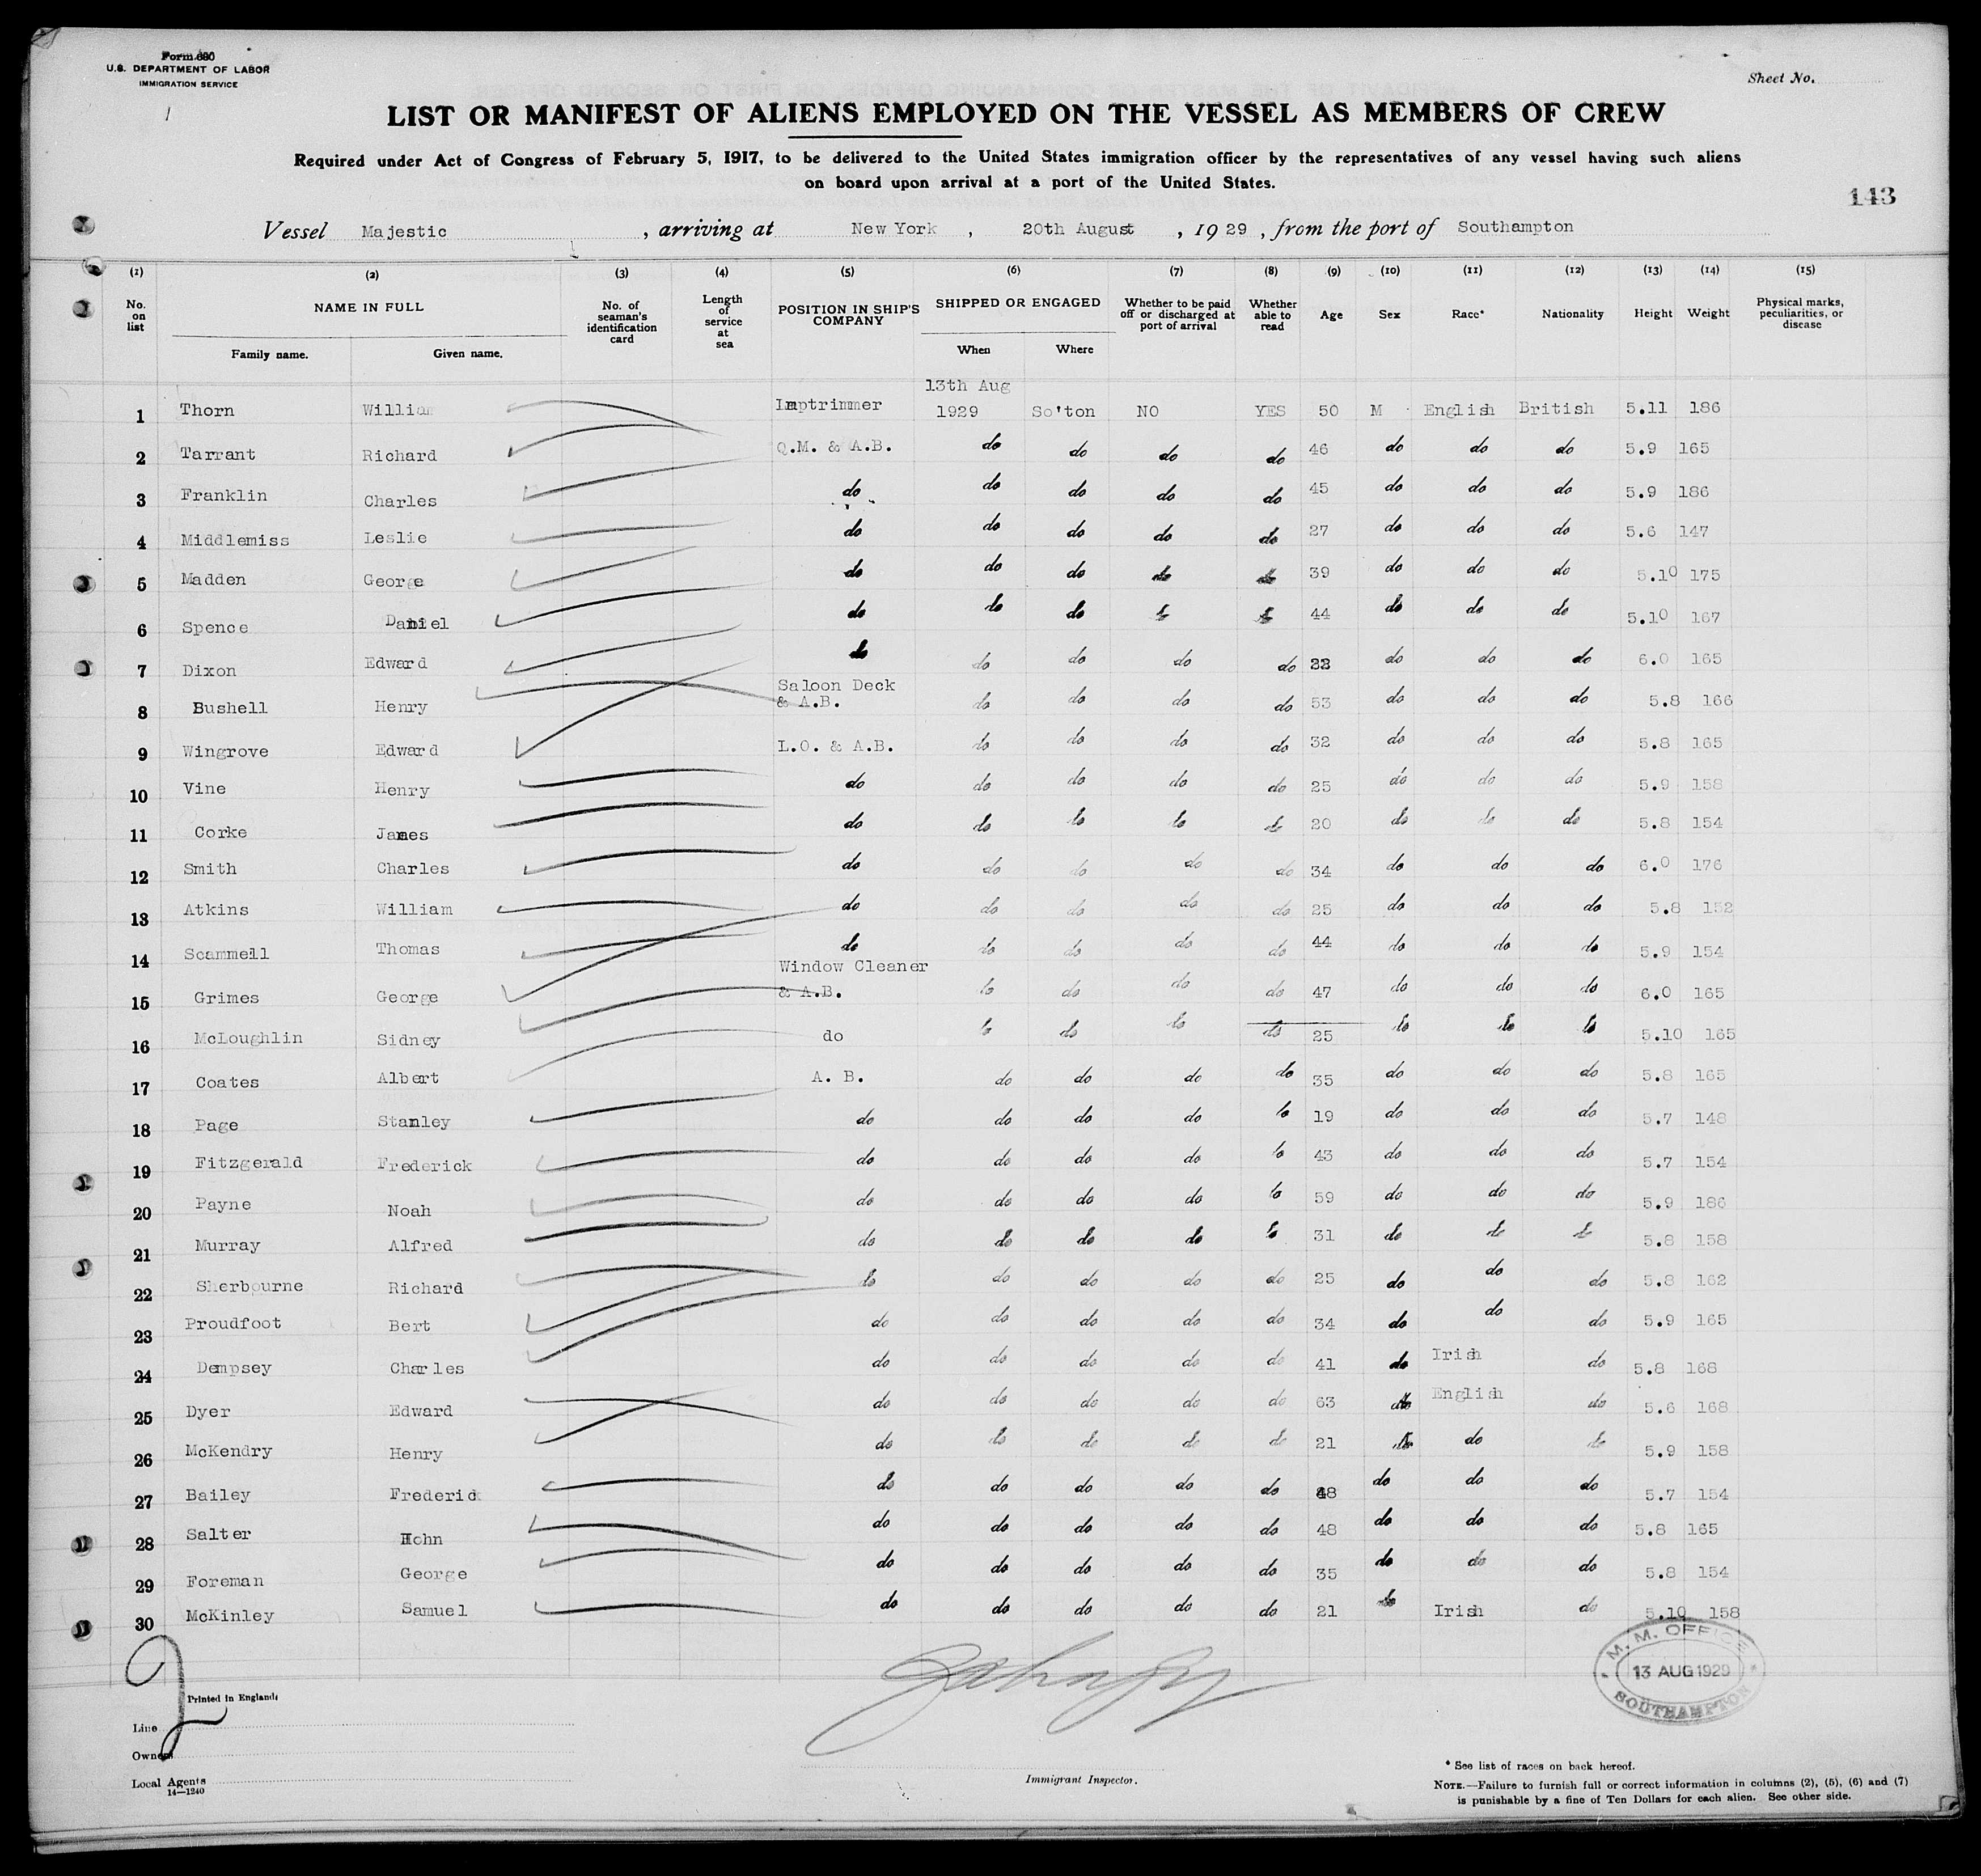 Form 680
U.S. DEPARTMENT OF LABOR
IMMIGRATION SERVICE
Sheet No.
LIST OR MANIFEST OF ALIENS EMPLOYED ON THE VESSEL AS MEMBERS OF CREW
Required under Act of Congress of February 5, 1917, to be delivered to the United States immigration officer by the representatives of any vessel having such aliens
on board upon arrival at a port of the United States.
143
Vessel Majestic, arriving at New York, 20th August, 1929, from the port of Southampton
(1) (2) (3) (4) (5) (6) (7) (8) (9) (10) (11) (12) (13) (14) (15)
No. on list NAME IN FULL No. of seaman's identification card Length of service at sea POSITION IN SHIP'S COMPANY SHIPPED OR ENGAGED Whether to be paid off or discharged at port of arrival Whether able to read Age Sex Race* Nationality Height Weight Physical marks, peculiarities, or disease
Family name. Given name. When Where
13th Aug
1 Thorn William Lamptrimmer 1929 So'ton NO YES 50 M English British 5.11 186
2 Tarrant Richard Q.M. & A.B. do do do do 46 do do do 5.9 165
3 Franklin Charles do do do do do 45 do do do 5.9 186
4 Middlemiss Leslie do do do do do 27 do do do 5.6 147
5 Madden George do do do do do 39 do do do 5.10 175
6 Spence Daniel do do do do do 44 do do do 5.10 167
7 Dixon Edward do do do do do do do do 6.0 165
Saloon Deck
8 Bushell Henry & A.B. do do do do 53 do do do 5.8 166
9 Wingrove Edward L.O. & A.B. do do do do 32 do do do 5.8 165
10 Vine Henry do do do do do 25 do do do 5.9 158
11 Corke James do do do do do 20 do do do 5.8 154
12 Smith Charles do do do do do 34 do do do 6.0 176
13 Atkins William do do do do do 25 do do do 5.8 152
14 Scammell Thomas do do do do do 44 do do do 5.9 154
Window Cleaner
15 Grimes George & A.B. do do do do 47 do do do 6.0 165
16 McLoughlin Sidney do do do do do 25 do do do 5.10 165
17 Coates Albert A. B. do do do do 35 do do do 5.8 165
18 Page Stanley do do do do do 19 do do do 5.7 148
19 Fitzgerald Frederick do do do do do 43 do do do 5.7 154
20 Payne Noah do do do do do 59 do do do 5.9 186
21 Murray Alfred do do do do do 31 do do do 5.8 158
22 Sherbourne Richard do do do do do 25 do do do 5.8 162
23 Proudfoot Bert do do do do do 34 do do do 5.9 165
24 Dempsey Charles do do do do do 41 do Irish do 5.8 168
25 Dyer Edward do do do do do 63 do English do 5.6 168
26 McKendry Henry do do do do do 21 do do do 5.9 158
27 Bailey Frederick do do do do do 48 do do do 5.7 154
28 Salter John do do do do do 48 do do do 5.8 165
29 Foreman George do do do do do 35 do do do 5.8 154
30 McKinley Samuel do do do do do 21 do Irish do 5.10 158
M. M. OFFICE
13 AUG 1929
SOUTHAMPTON
Printed in England
Line
Owners
Local Agents
14—1240
Immigrant Inspector.
* See list of races on back hereof.
NOTE.—Failure to furnish full or correct information in columns (2), (5), (6) and (7)
is punishable by a fine of Ten Dollars for each alien. See other side.